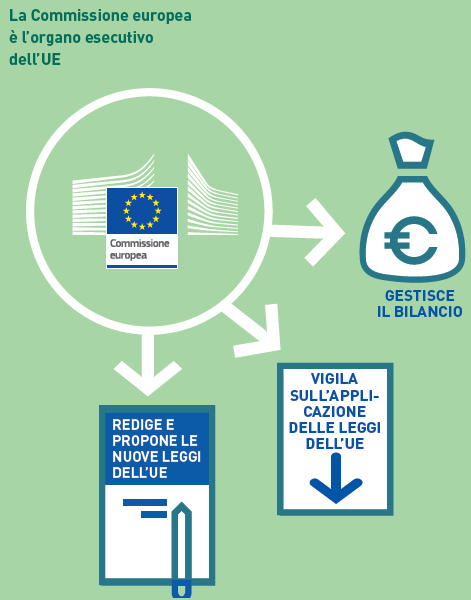 La Commissione europea
è l'organo esecutivo
dell'UE
Commissione
europea
€
GESTISCE
IL BILANCIO
VIGILA
SULL'APPLI-
CAZIONE
DELLE LEGGI
DELL'UE
REDIGE E
PROPONE LE
NUOVE LEGGI
DELL'UE